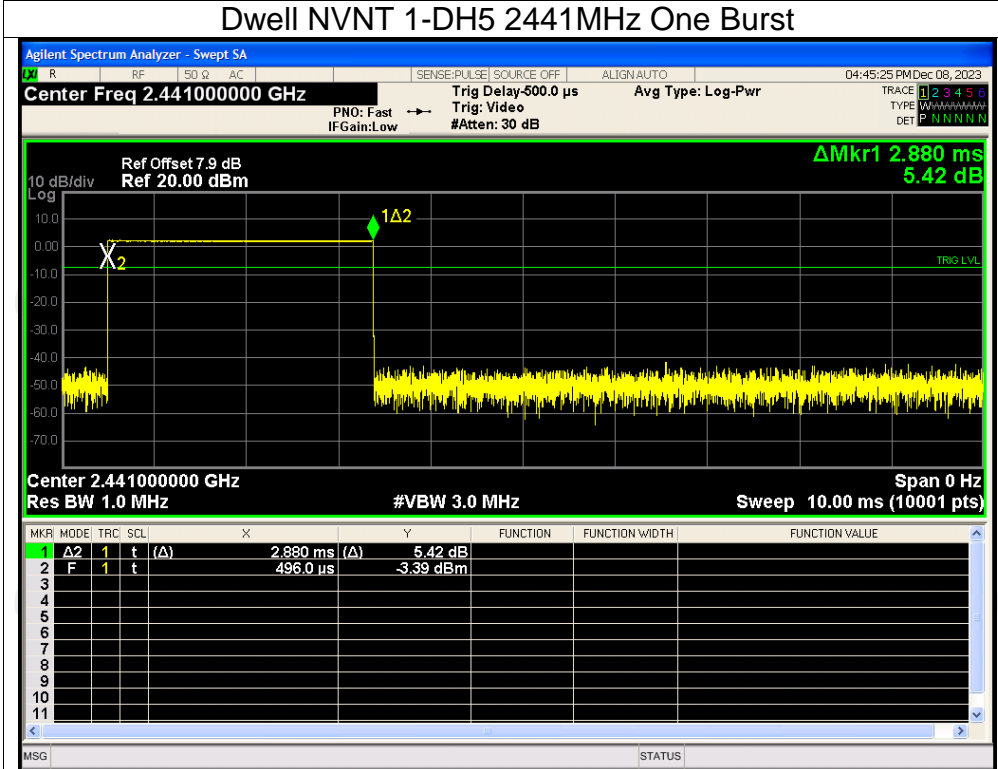 Dwell NVNT 1-DH5 2441MHz One Burst
Agilent Spectrum Analyzer - Swept SA
LXI R RF 50 Ω AC SENSE:PULSE SOURCE OFF ALIGN AUTO 04:45:25 PM Dec 08, 2023
Center Freq 2.441000000 GHz Trig Delay-500.0 µs Avg Type: Log-Pwr TRACE 1 2 3 4 5 6
PNO: Fast Trig: Video TYPE WWWWWW
IFGain:Low #Atten: 30 dB DET P N N N N N
ΔMkr1 2.880 ms
5.42 dB
Ref Offset 7.9 dB
10 dB/div Ref 20.00 dBm
Log
10.0
0.00
-10.0
-20.0
-30.0
-40.0
-50.0
-60.0
-70.0
1Δ2
X2
TRIG LVL
Center 2.441000000 GHz Span 0 Hz
Res BW 1.0 MHz #VBW 3.0 MHz Sweep 10.00 ms (10001 pts)
MKR MODE TRC SCL X Y FUNCTION FUNCTION WIDTH FUNCTION VALUE
1 Δ2 1 t (Δ) 2.880 ms (Δ) 5.42 dB
2 F 1 t 496.0 µs -3.39 dBm
3
4
5
6
7
8
9
10
11
MSG STATUS